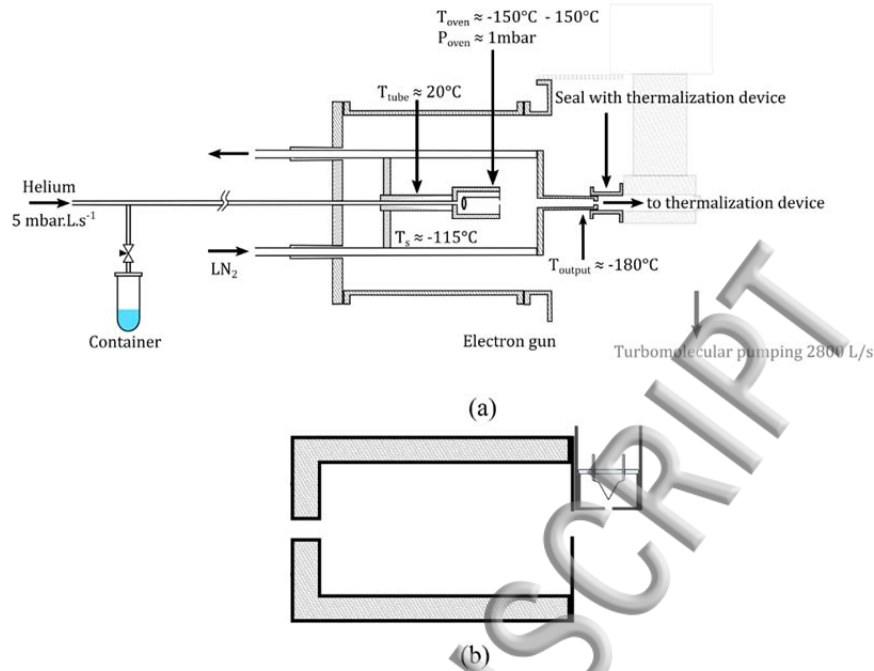 T_oven ≈ -150°C - 150°C
P_oven ≈ 1mbar
T_tube ≈ 20°C
Seal with thermalization device
Helium
5 mbar.L.s⁻¹
to thermalization device
T_s ≈ -115°C
LN₂
T_output ≈ -180°C
Container
Electron gun
Turbomolecular pumping 2800 L/s
(a)
SCRIPT
(b)